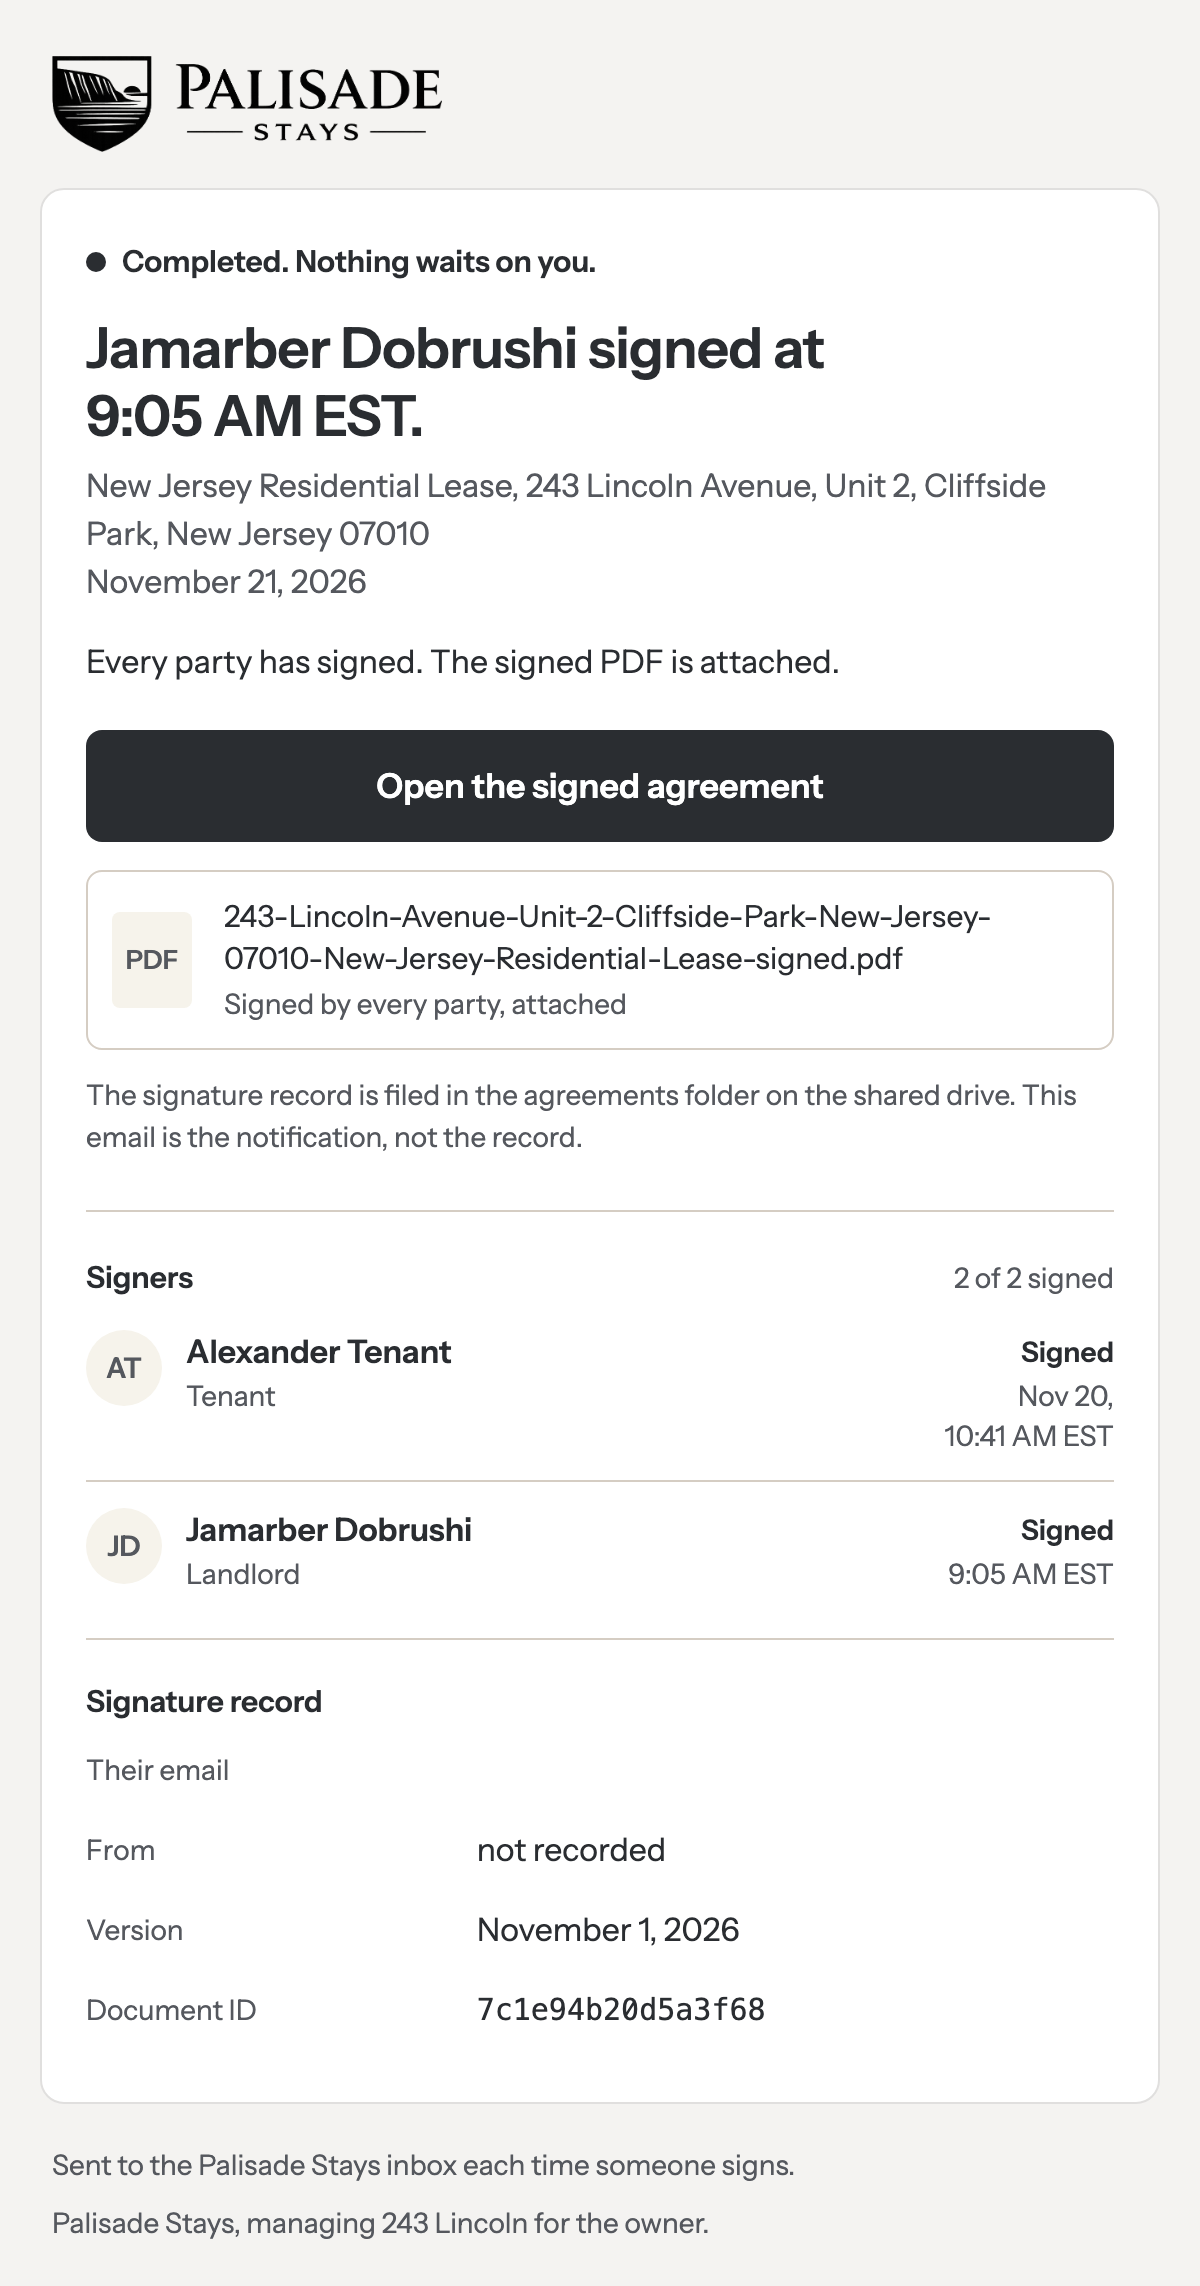 PALISADE
STAYS
Completed. Nothing waits on you.
Jamarber Dobrushi signed at
9:05 AM EST.
New Jersey Residential Lease, 243 Lincoln Avenue, Unit 2, Cliffside
Park, New Jersey 07010
November 21, 2026
Every party has signed. The signed PDF is attached.
Open the signed agreement
PDF
243-Lincoln-Avenue-Unit-2-Cliffside-Park-New-Jersey-
07010-New-Jersey-Residential-Lease-signed.pdf
Signed by every party, attached
The signature record is filed in the agreements folder on the shared drive. This
email is the notification, not the record.
Signers
2 of 2 signed
AT
Alexander Tenant
Tenant
Signed
Nov 20,
10:41 AM EST
JD
Jamarber Dobrushi
Landlord
Signed
9:05 AM EST
Signature record
Their email
From
not recorded
Version
November 1, 2026
Document ID
7c1e94b20d5a3f68
Sent to the Palisade Stays inbox each time someone signs.
Palisade Stays, managing 243 Lincoln for the owner.